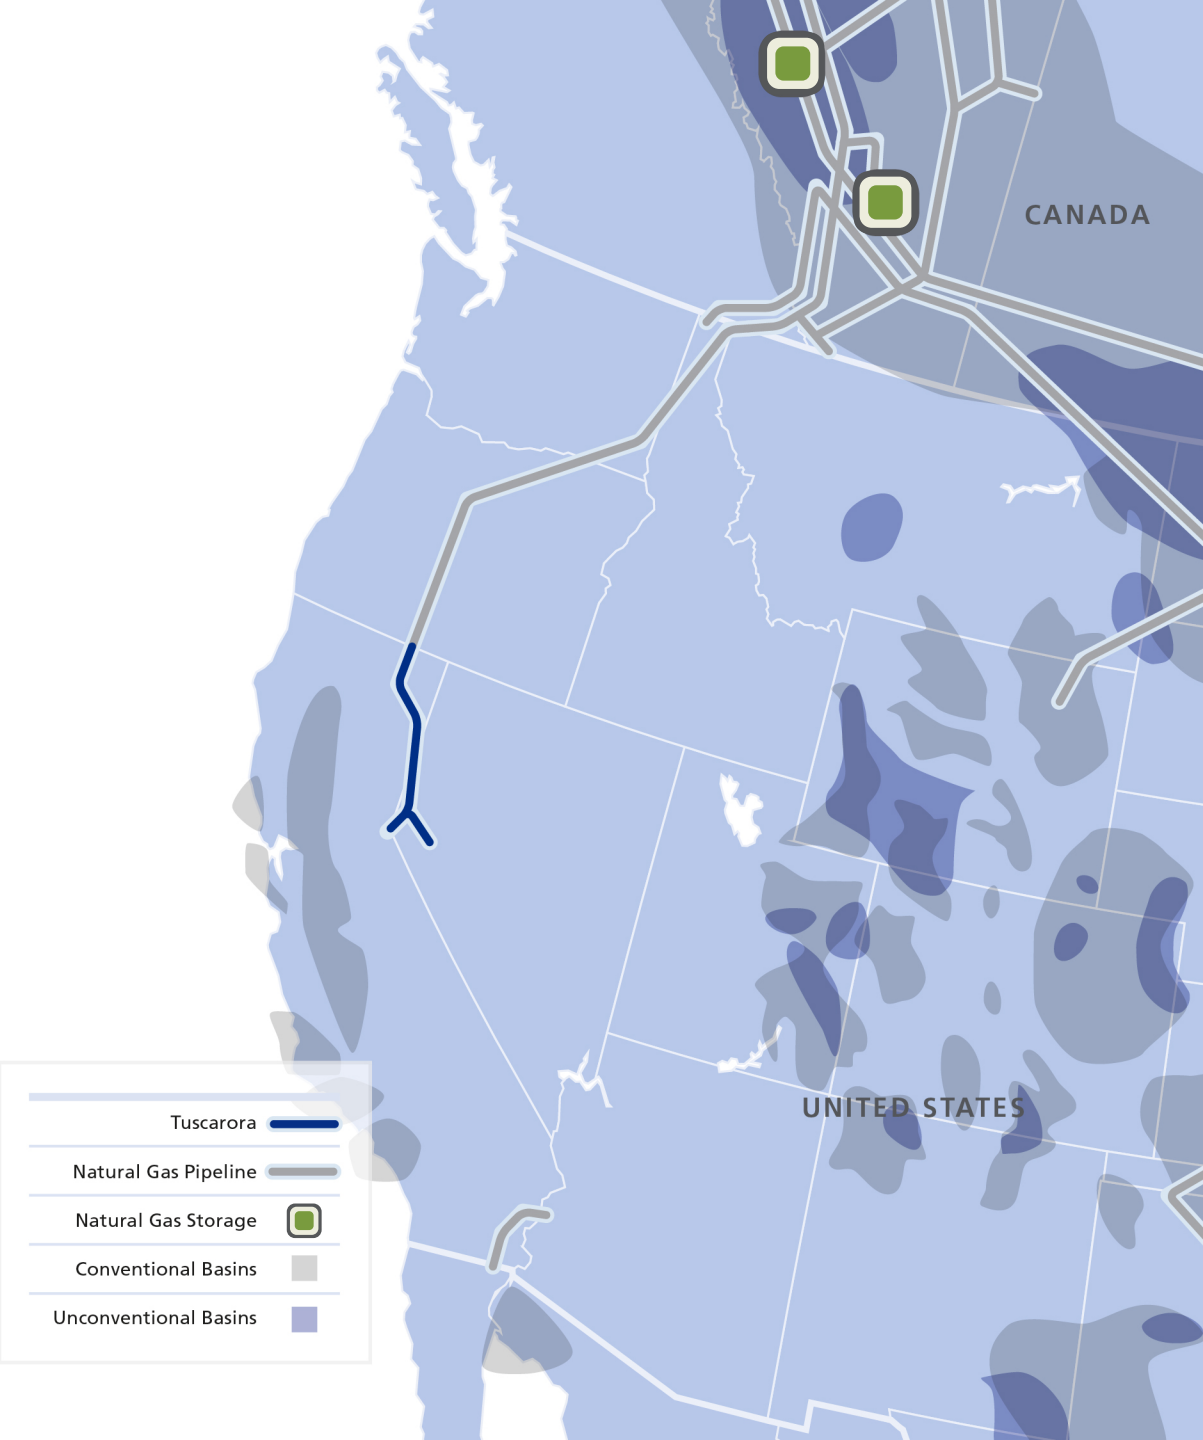 CANADA
UNITED STATES
Tuscarora
Natural Gas Pipeline
Natural Gas Storage
Conventional Basins
Unconventional Basins